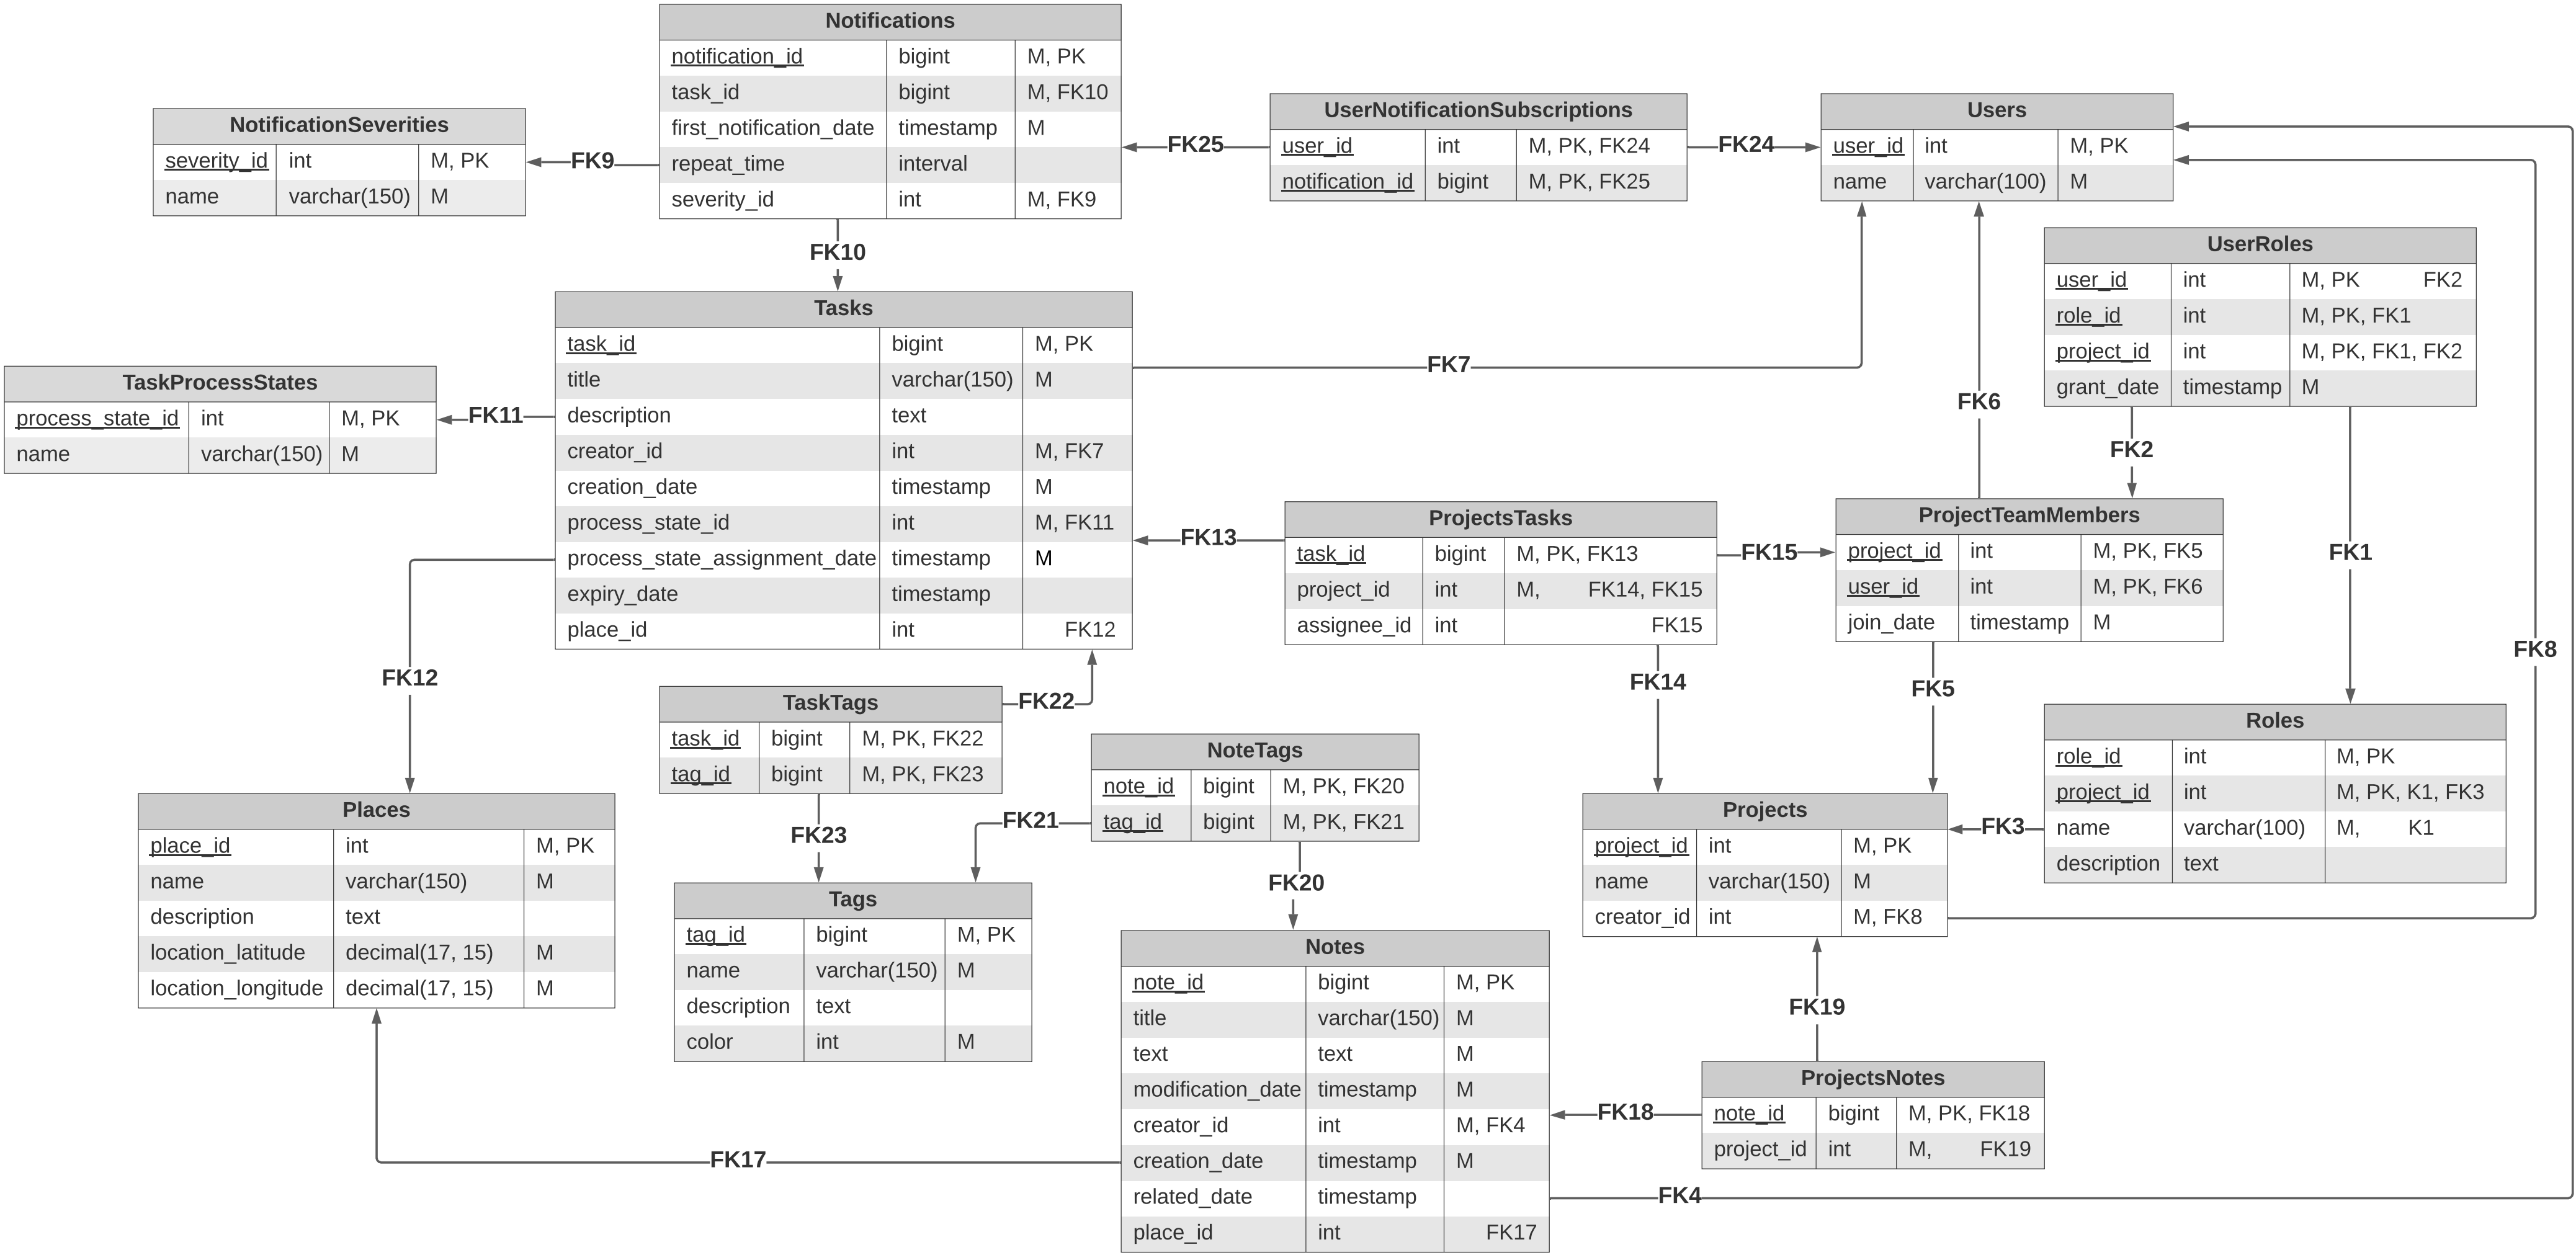 Notifications
notification_id bigint M, PK
task_id bigint M, FK10
first_notification_date timestamp M
repeat_time interval
severity_id int M, FK9
NotificationSeverities
severity_id int M, PK
name varchar(150) M
FK9
FK25
UserNotificationSubscriptions
user_id int M, PK, FK24
notification_id bigint M, PK, FK25
FK24
Users
user_id int M, PK
name varchar(100) M
UserRoles
user_id int M, PK FK2
role_id int M, PK, FK1
project_id int M, PK, FK1, FK2
grant_date timestamp M
FK10
Tasks
task_id bigint M, PK
title varchar(150) M
description text
creator_id int M, FK7
creation_date timestamp M
process_state_id int M, FK11
process_state_assignment_date timestamp M
expiry_date timestamp
place_id int FK12
FK7
FK6
FK2
FK1
FK8
TaskProcessStates
process_state_id int M, PK
name varchar(150) M
FK11
FK13
ProjectsTasks
task_id bigint M, PK, FK13
project_id int M, FK14, FK15
assignee_id int FK15
FK15
ProjectTeamMembers
project_id int M, PK, FK5
user_id int M, PK, FK6
join_date timestamp M
FK12
FK22
FK14
FK5
TaskTags
task_id bigint M, PK, FK22
tag_id bigint M, PK, FK23
NoteTags
note_id bigint M, PK, FK20
tag_id bigint M, PK, FK21
Roles
role_id int M, PK
project_id int M, PK, K1, FK3
name varchar(100) M, K1
description text
Places
place_id int M, PK
name varchar(150) M
description text
location_latitude decimal(17, 15) M
location_longitude decimal(17, 15) M
FK23
FK21
FK20
Projects
project_id int M, PK
name varchar(150) M
creator_id int M, FK8
FK3
Tags
tag_id bigint M, PK
name varchar(150) M
description text
color int M
Notes
note_id bigint M, PK
title varchar(150) M
text text M
modification_date timestamp M
creator_id int M, FK4
creation_date timestamp M
related_date timestamp
place_id int FK17
FK19
ProjectsNotes
note_id bigint M, PK, FK18
project_id int M, FK19
FK18
FK17
FK4